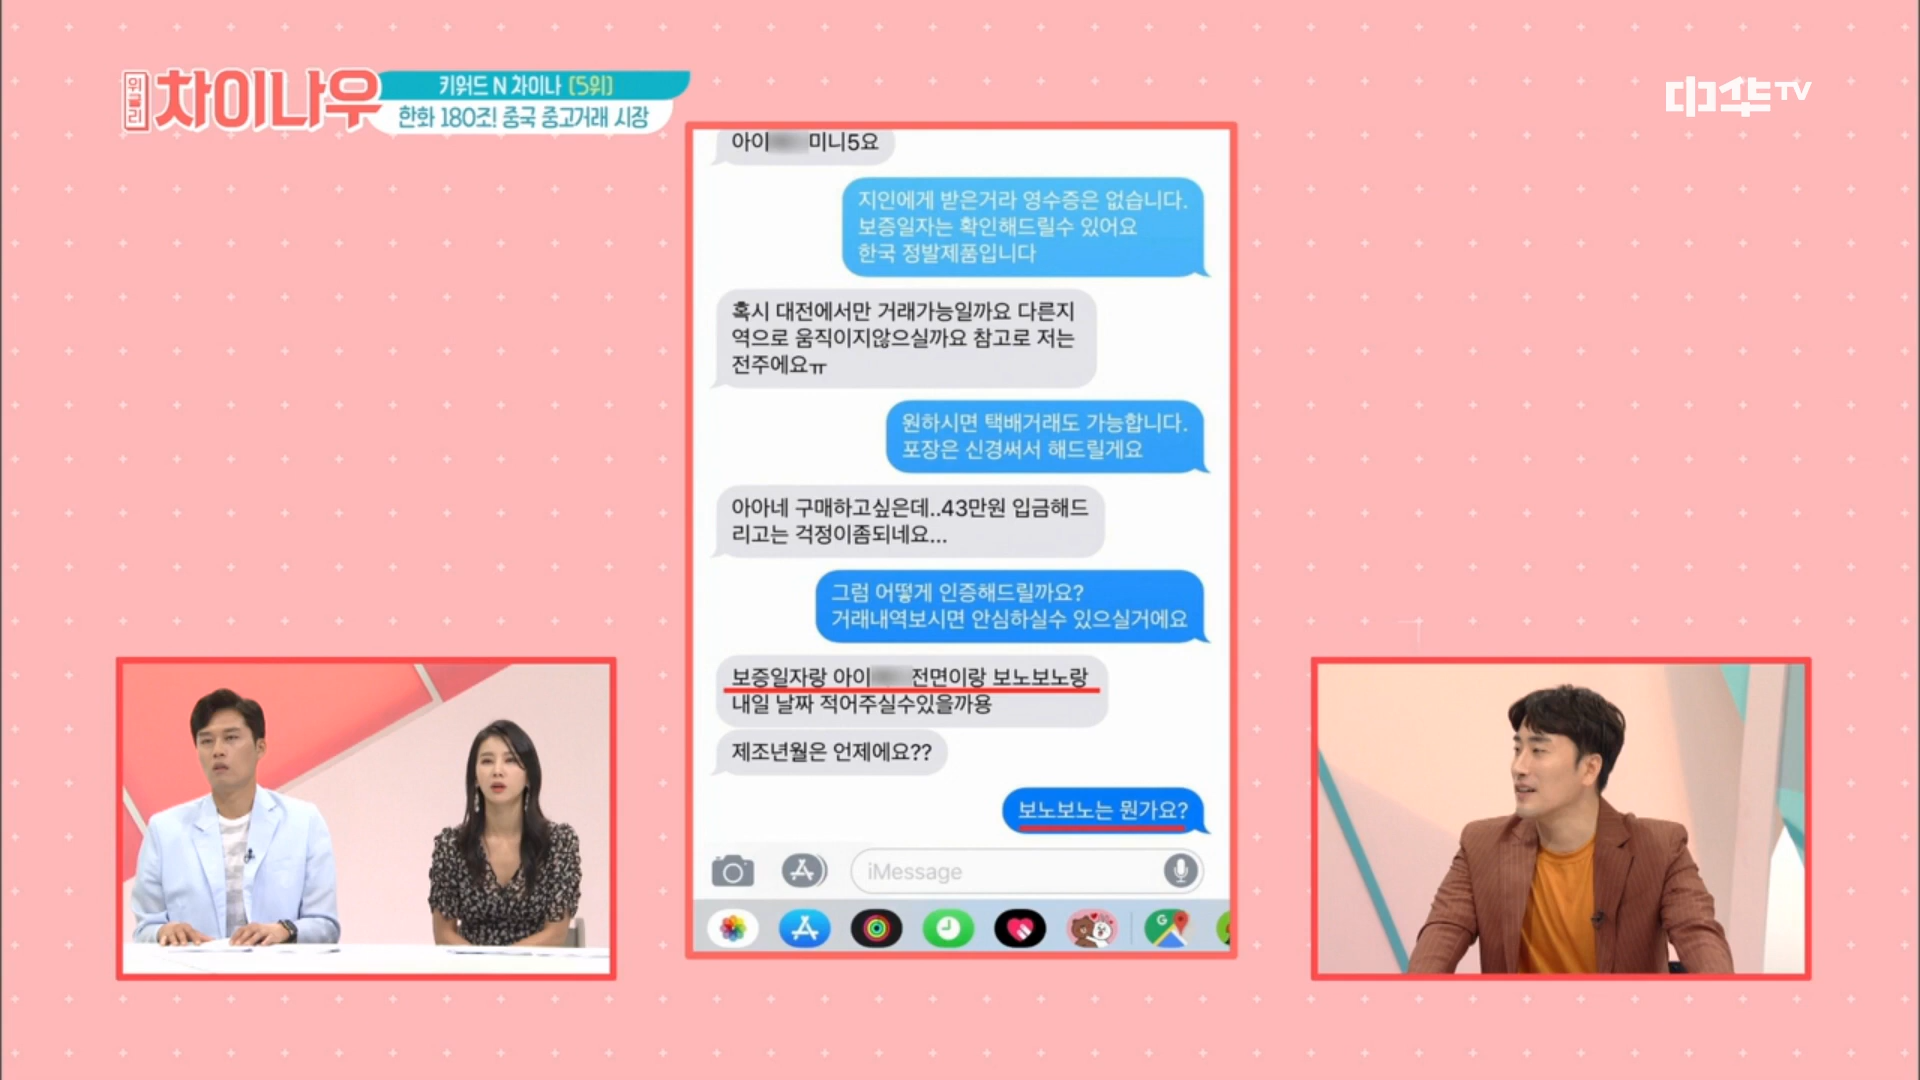 위클리
차이나우
키워드 N 차이나 [5위]
한화 180조! 중국 중고거래 시장
中华TV
아이 미니5요
지인에게 받은거라 영수증은 없습니다.
보증일자는 확인해드릴수 있어요
한국 정발제품입니다
혹시 대전에서만 거래가능일까요 다른지
역으로 움직이지않으실까요 참고로 저는
전주에요ㅠ
원하시면 택배거래도 가능합니다.
포장은 신경써서 해드릴게요
아아네 구매하고싶은데..43만원 입금해드
리고는 걱정이좀되네요...
그럼 어떻게 인증해드릴까요?
거래내역보시면 안심하실수 있으실거에요
보증일자랑 아이 전면이랑 보노보노랑
내일 날짜 적어주실수있을까용
제조년월은 언제에요??
보노보노는 뭔가요?
iMessage